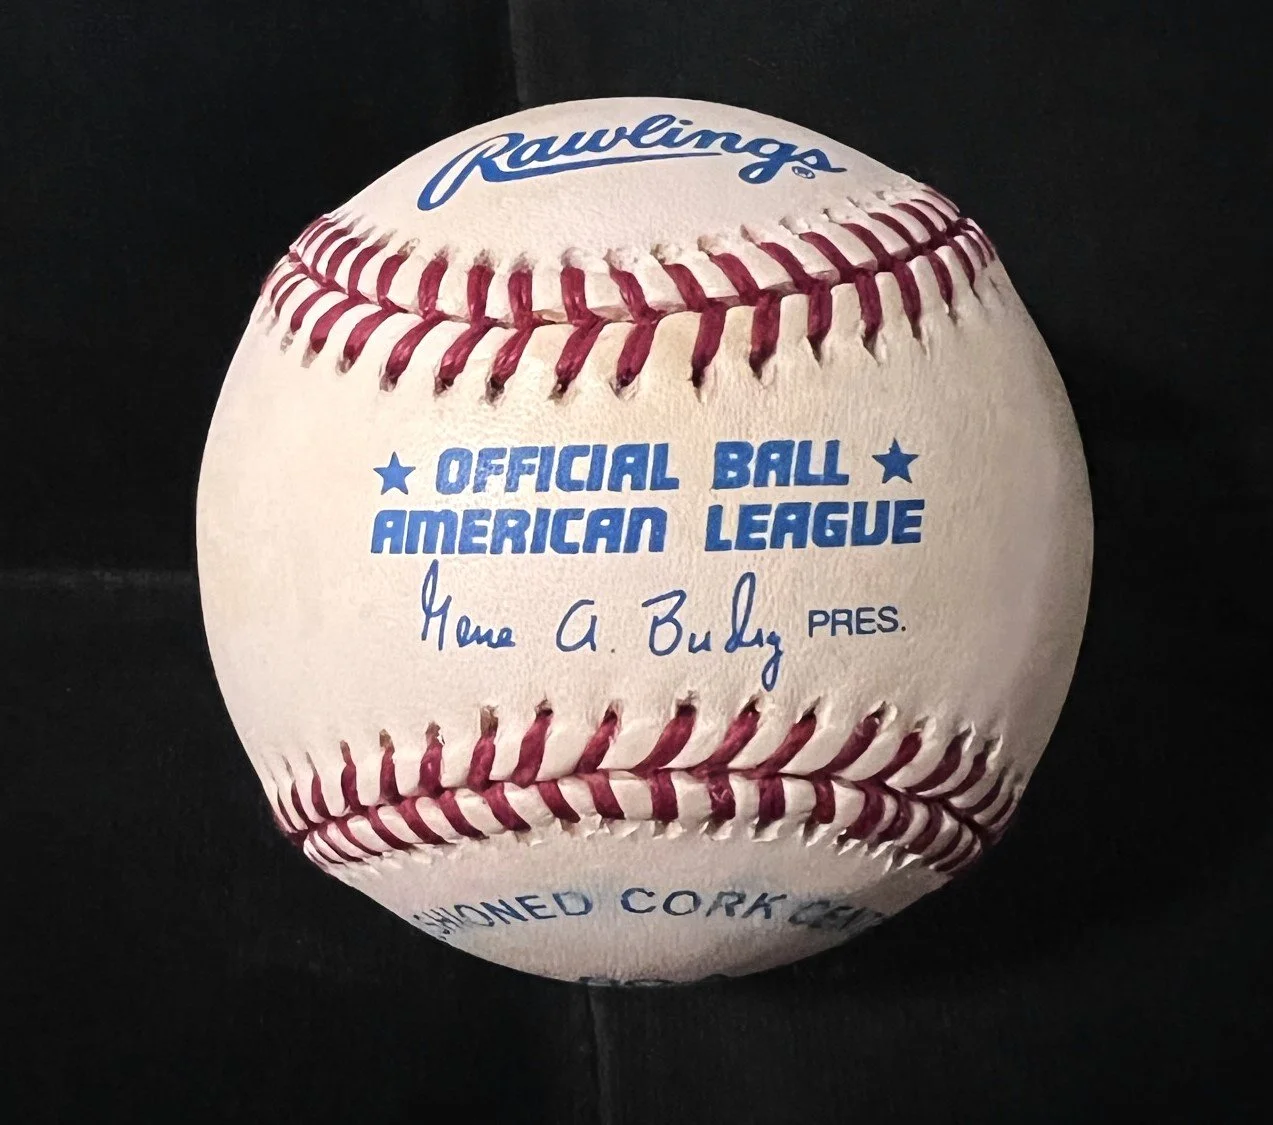 Rawlings®
★ OFFICIAL BALL ★
AMERICAN LEAGUE
Gene A. Budig PRES.
CORK